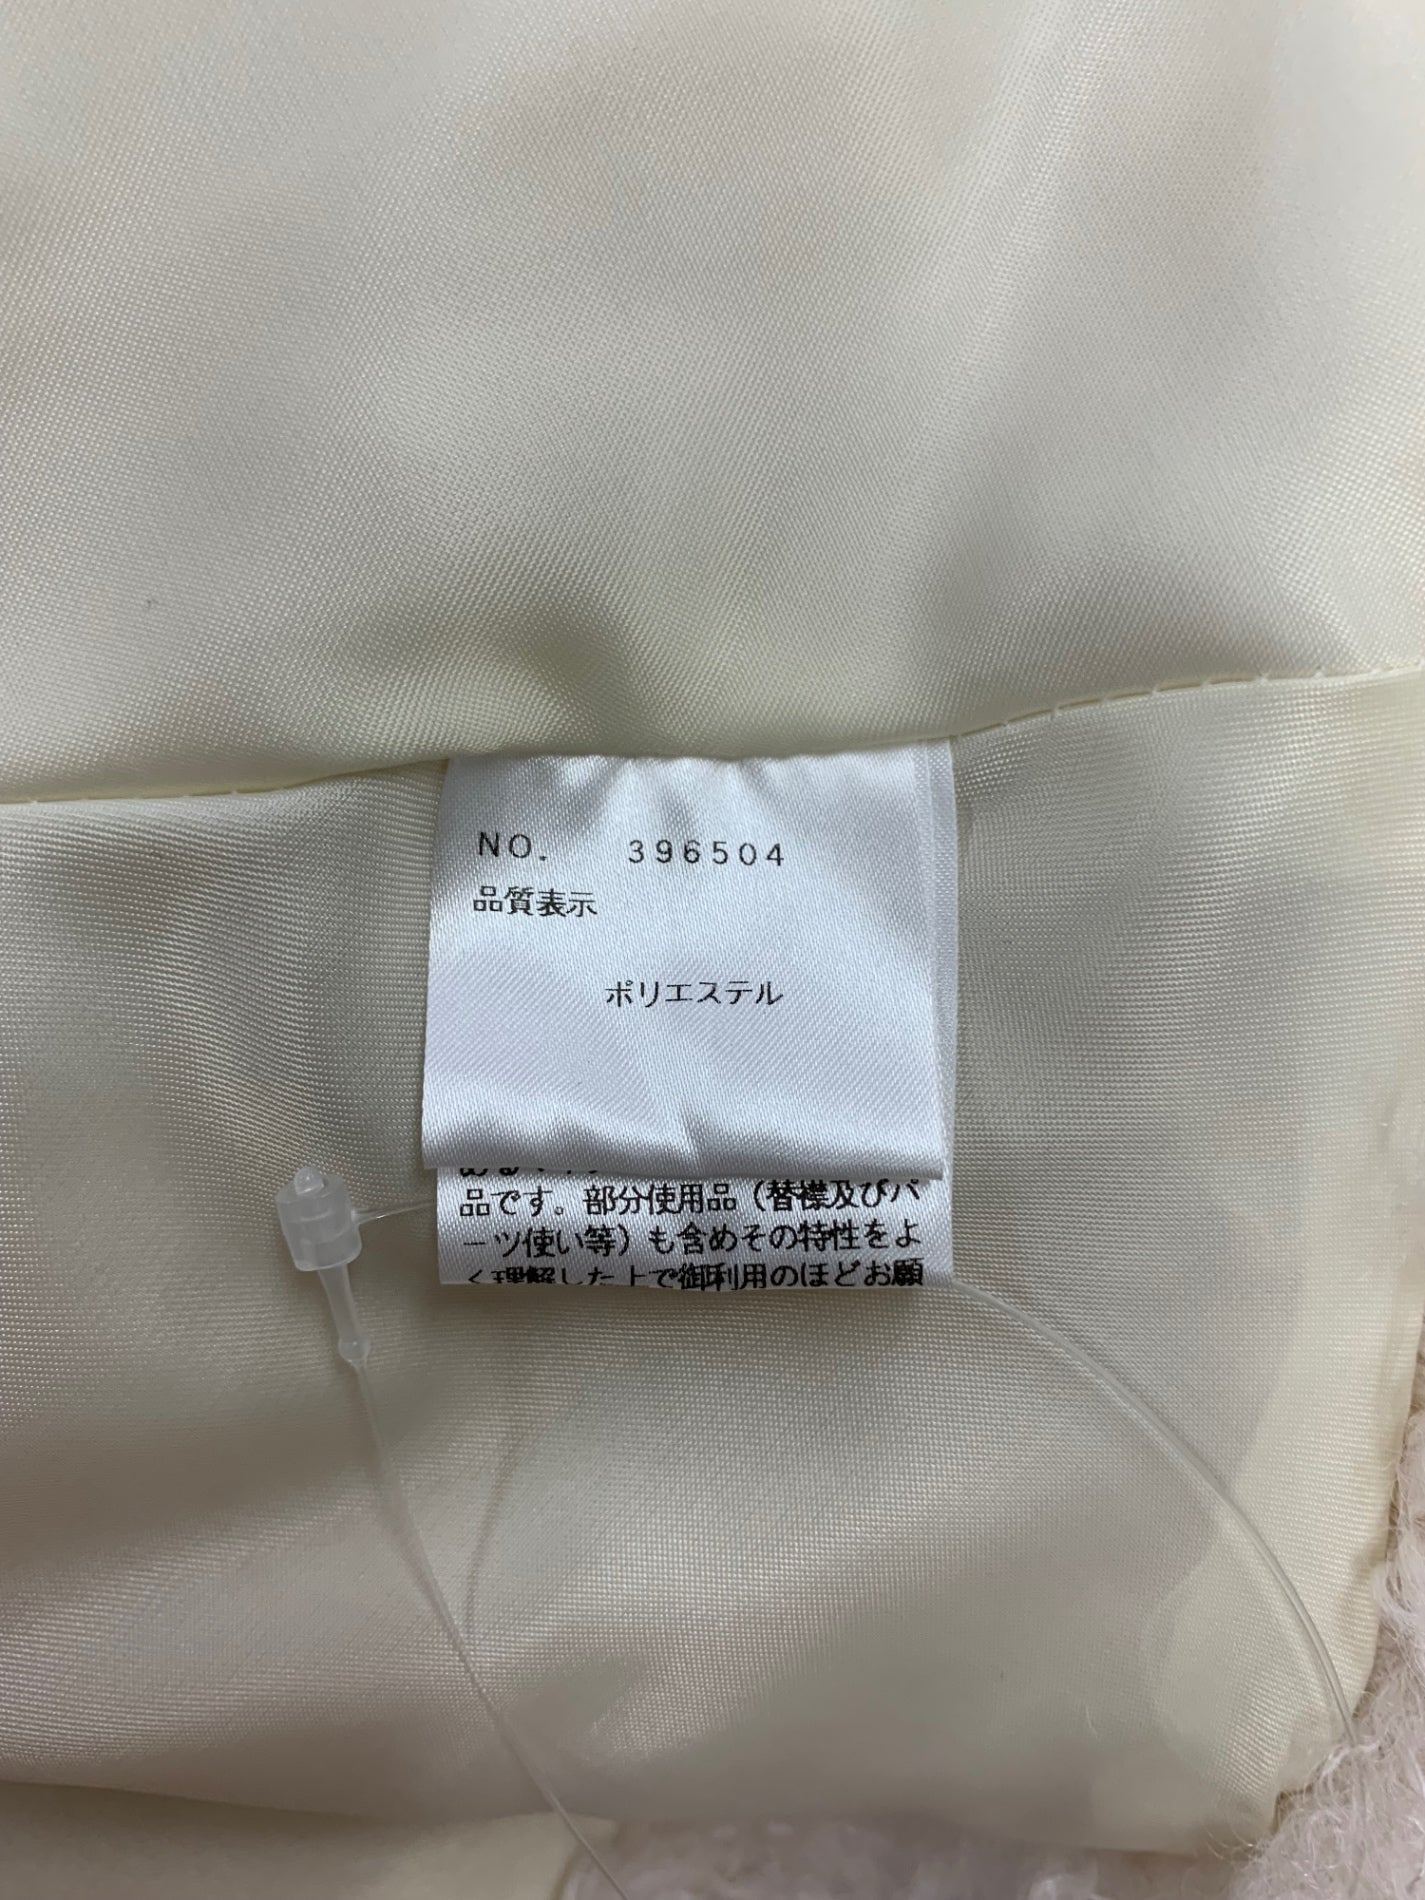 NO. 396504
品質表示
ポリエステル
ある
品です。部分使用品(替襟及びパ
ーツ使い等)も含めその特性をよ
く理解した上で御利用のほどお願